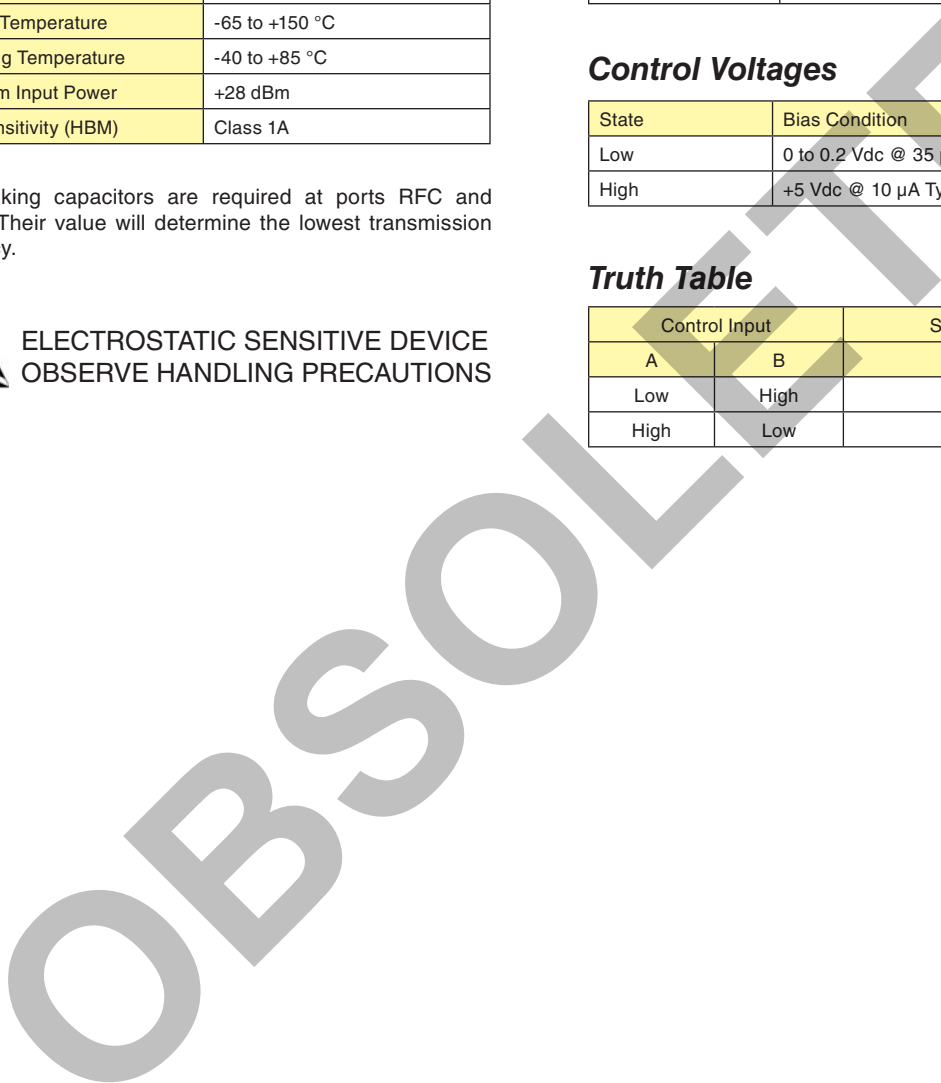 Temperature -65 to +150 °C
g Temperature -40 to +85 °C
m Input Power +28 dBm
nsitivity (HBM) Class 1A
king capacitors are required at ports RFC and
Their value will determine the lowest transmission
cy.
ELECTROSTATIC SENSITIVE DEVICE
OBSERVE HANDLING PRECAUTIONS
Control Voltages
State Bias Condition
Low 0 to 0.2 Vdc @ 35
High +5 Vdc @ 10 µA Ty
Truth Table
Control Input S
A B
Low High
High Low
OBSOLETE